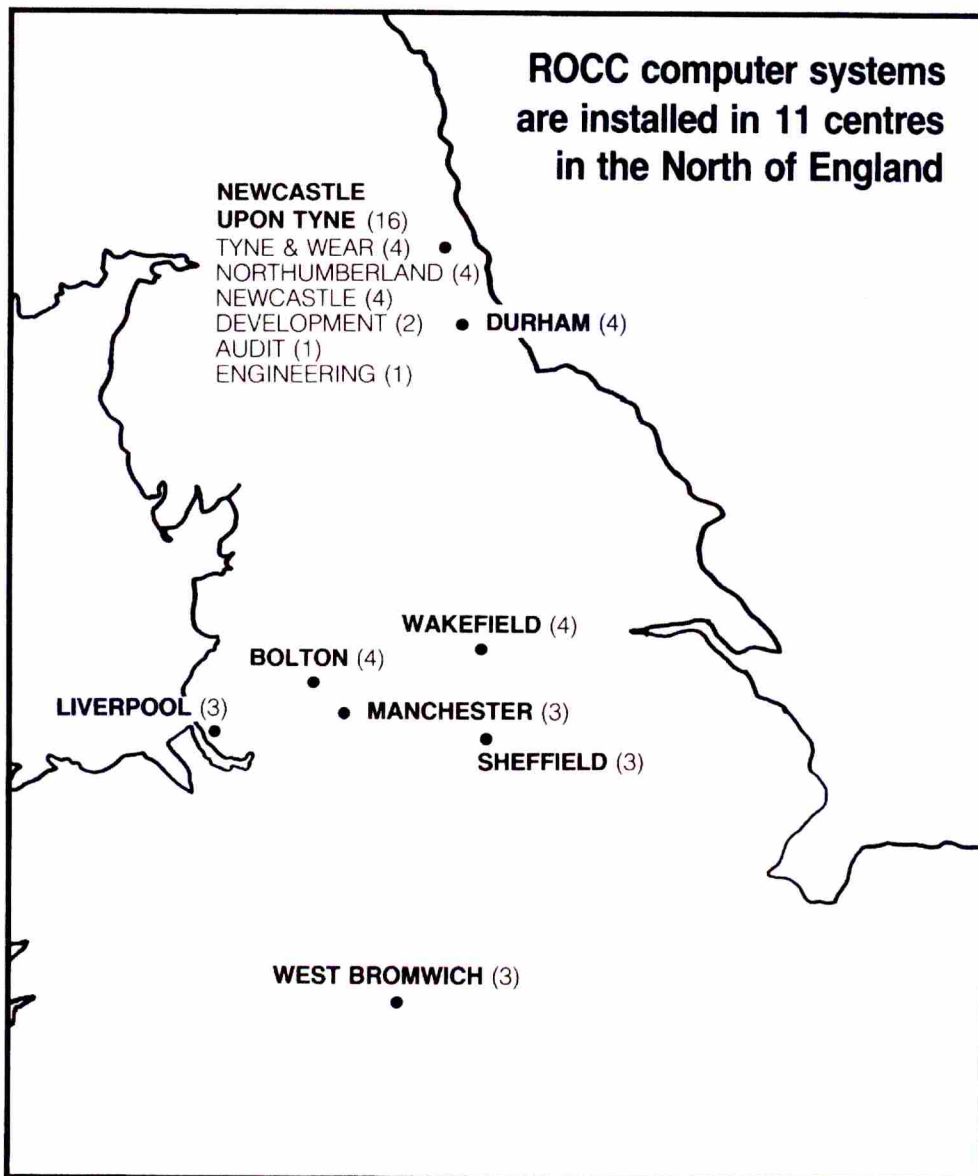 ROCC computer systems
are installed in 11 centres
in the North of England
NEWCASTLE
UPON TYNE (16)
TYNE & WEAR (4)
NORTHUMBERLAND (4)
NEWCASTLE (4)
DEVELOPMENT (2)
AUDIT (1)
ENGINEERING (1)
DURHAM (4)
WAKEFIELD (4)
BOLTON (4)
LIVERPOOL (3)
MANCHESTER (3)
SHEFFIELD (3)
WEST BROMWICH (3)